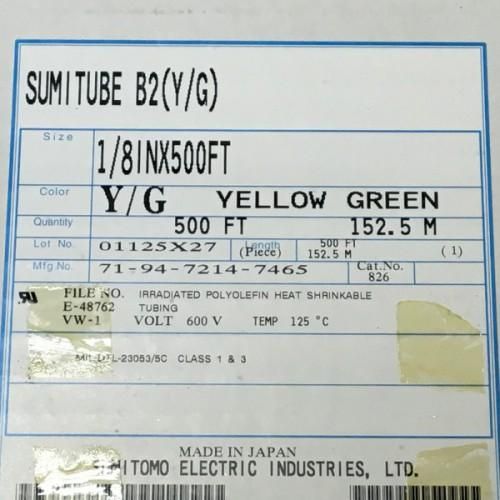 SUMITUBE B2(Y/G)
Size 1/8INX500FT
Color Y/G YELLOW GREEN
Quantity 500 FT 152.5 M
Lot No. 01125X27 Length (Piece) 500 FT 152.5 M (1)
Mfg.No. 71-94-7214-7465 Cat.No. 826
FILE NO. IRRADIATED POLYOLEFIN HEAT SHRINKABLE
E-48762 TUBING
VW-1 VOLT 600 V TEMP 125 °C
MIL-DTL-23053/5C CLASS 1 & 3
MADE IN JAPAN
SUMITOMO ELECTRIC INDUSTRIES, LTD.